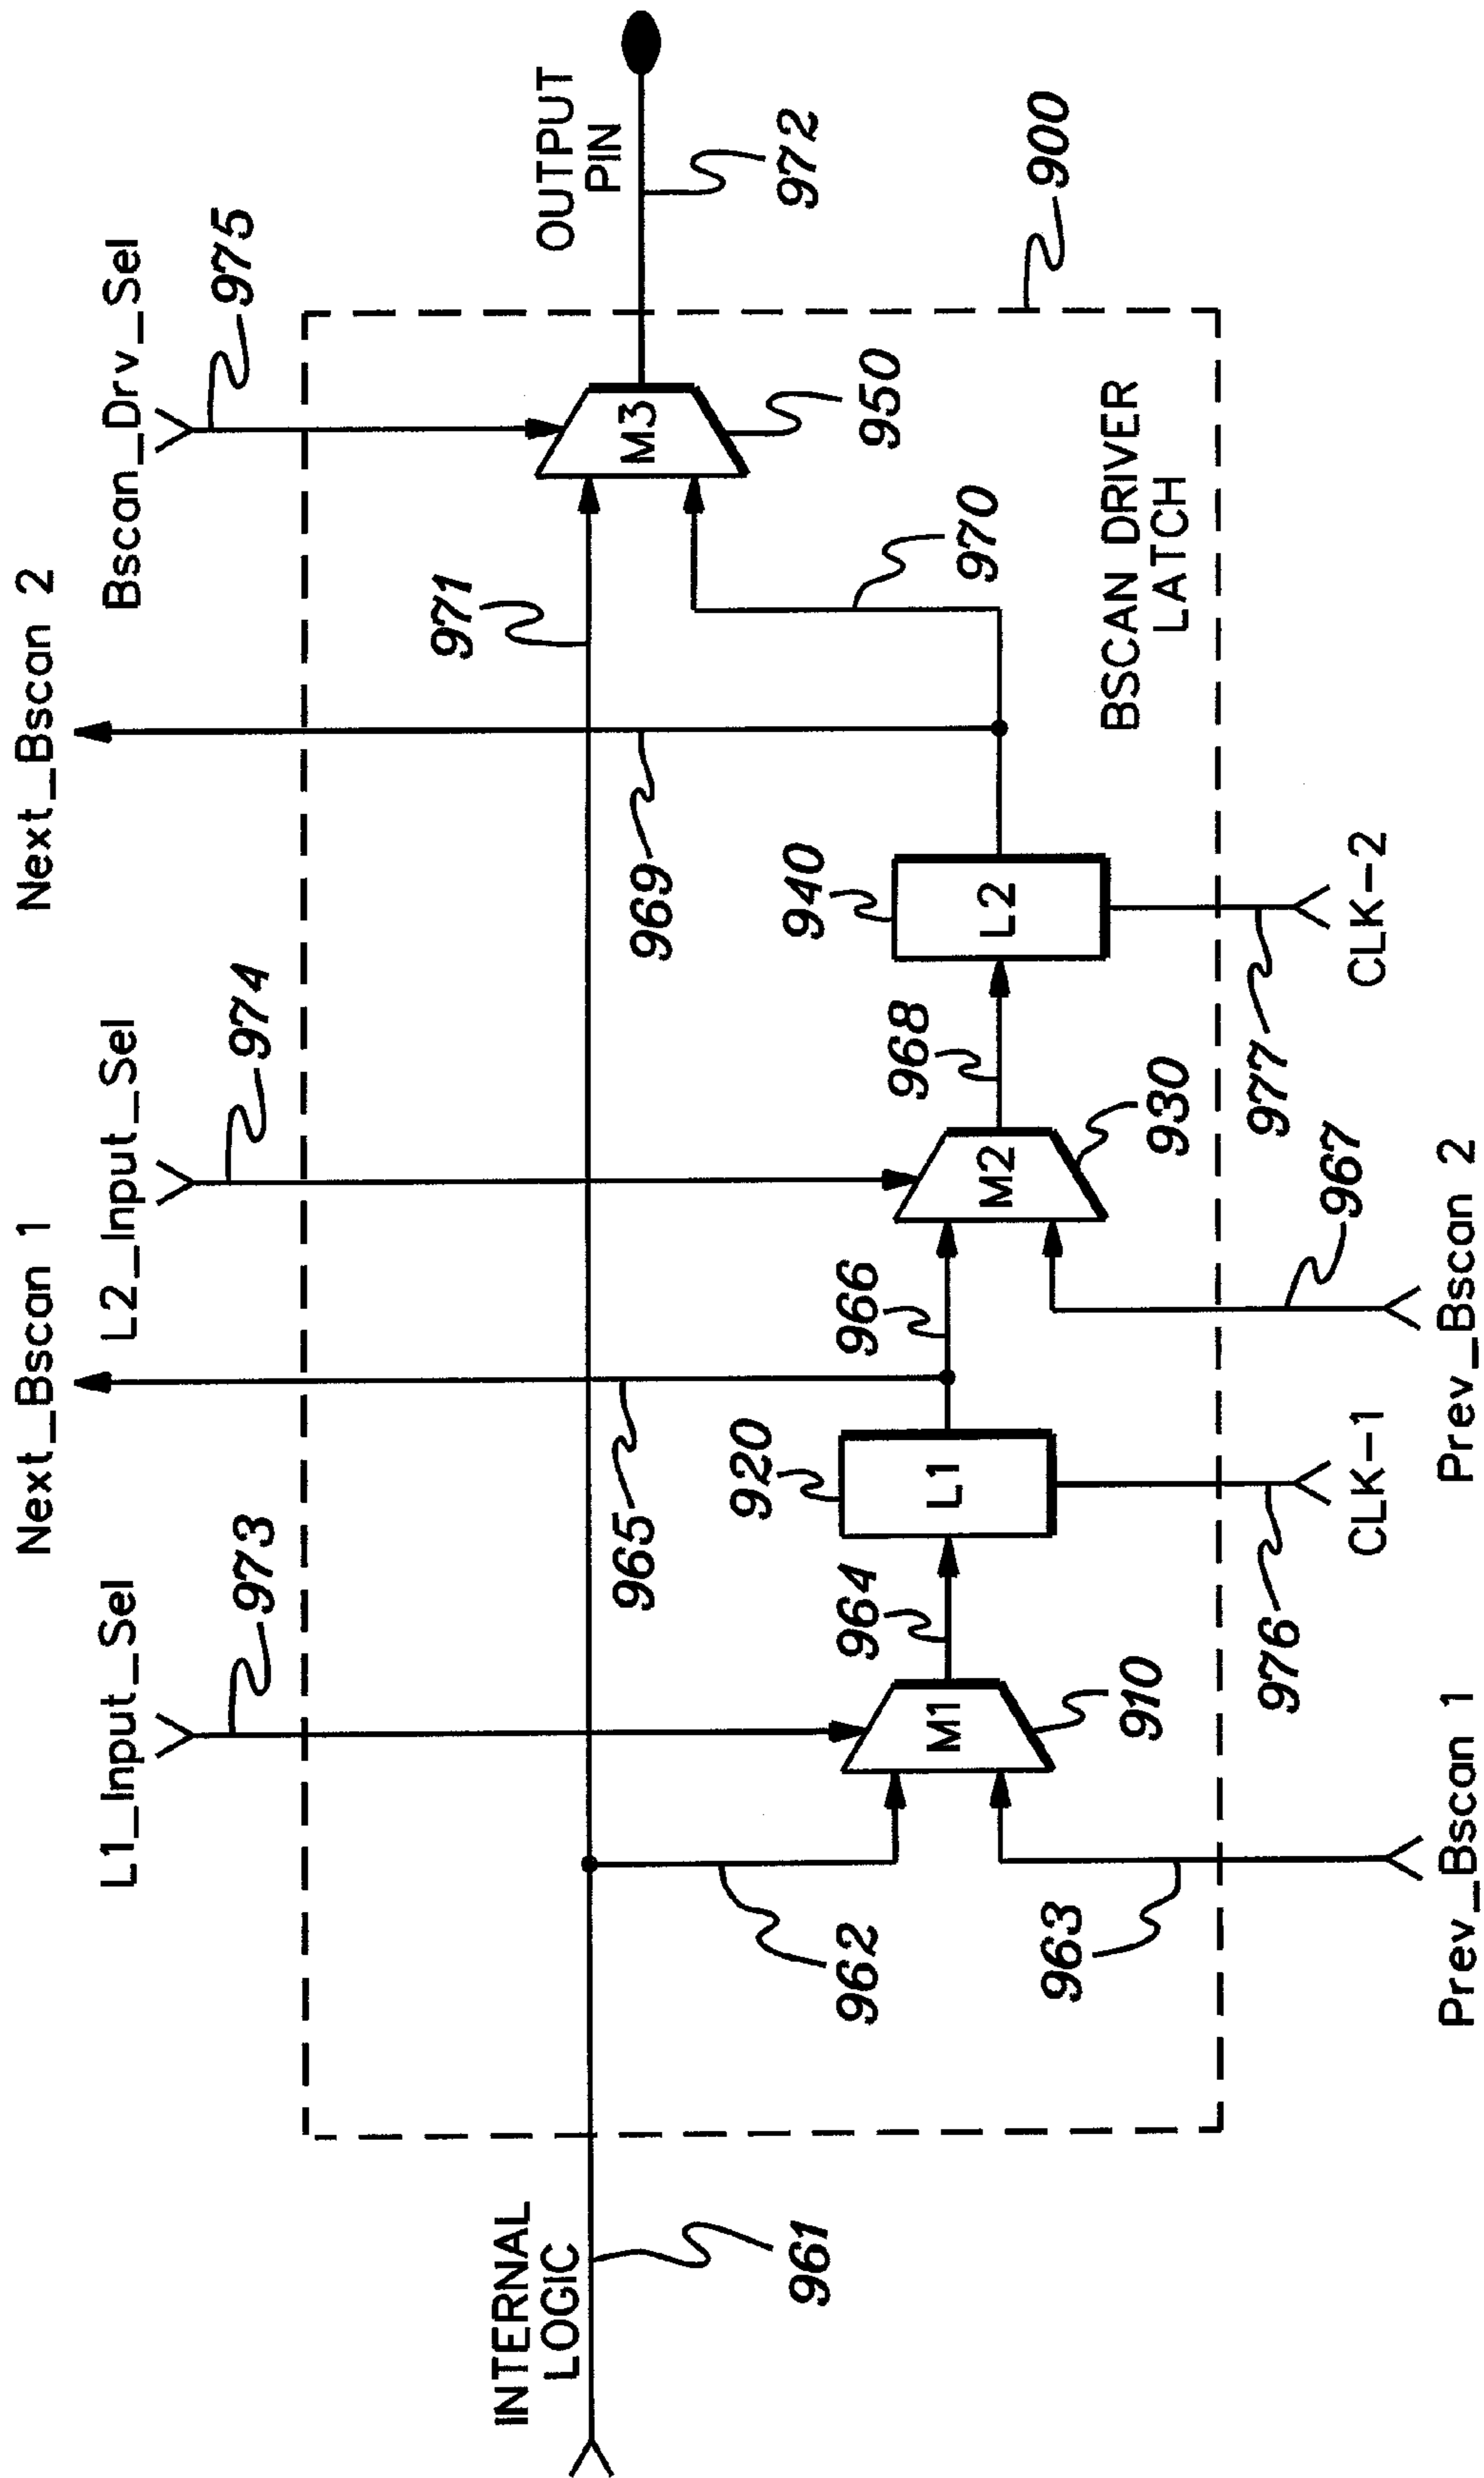 Next_Bscan 1
Next_Bscan 2
L1_Input_Sel
L2_Input_Sel
Bscan_Drv_Sel
973
974
975
INTERNAL
LOGIC
961
971
OUTPUT
PIN
972
965
969
M3
950
962
964
920
966
968
940
970
M1
L1
M2
L2
910
930
963
BSCAN DRIVER
LATCH
900
976
977
967
CLK-1
CLK-2
Prev_Bscan 1
Prev_Bscan 2